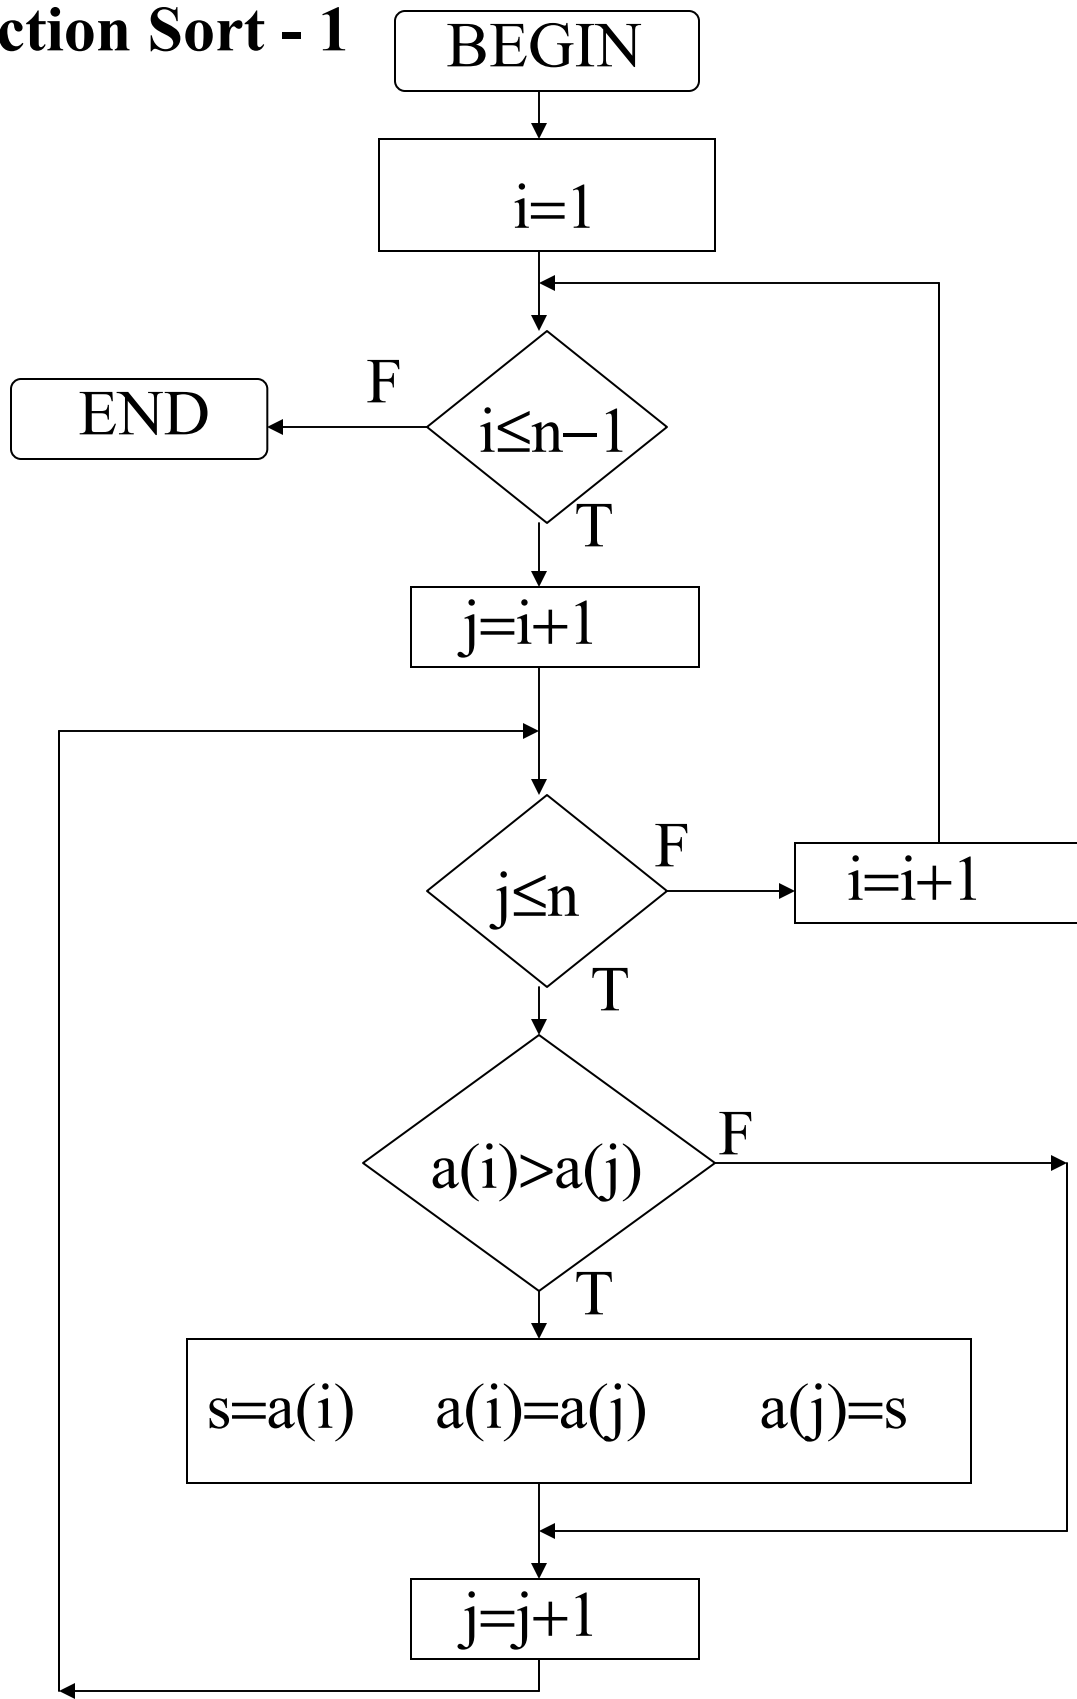 ction Sort - 1
BEGIN
i=1
F
END
i≤n−1
T
j=i+1
F
j≤n
i=i+1
T
F
a(i)>a(j)
T
s=a(i) a(i)=a(j) a(j)=s
j=j+1